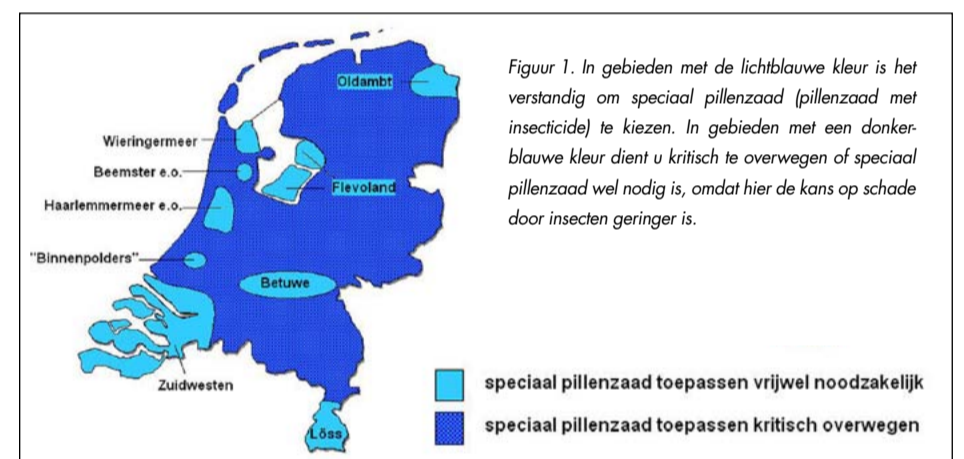 Oldambt
Wieringermeer
Beemster e.o.
Flevoland
Haarlemmermeer e.o.
"Binnenpolders"
Betuwe
Zuidwesten
Löss
Figuur 1. In gebieden met de lichtblauwe kleur is het
verstandig om speciaal pillenzaad (pillenzaad met
insecticide) te kiezen. In gebieden met een donker-
blauwe kleur dient u kritisch te overwegen of speciaal
pillenzaad wel nodig is, omdat hier de kans op schade
door insecten geringer is.
speciaal pillenzaad toepassen vrijwel noodzakelijk
speciaal pillenzaad toepassen kritisch overwegen